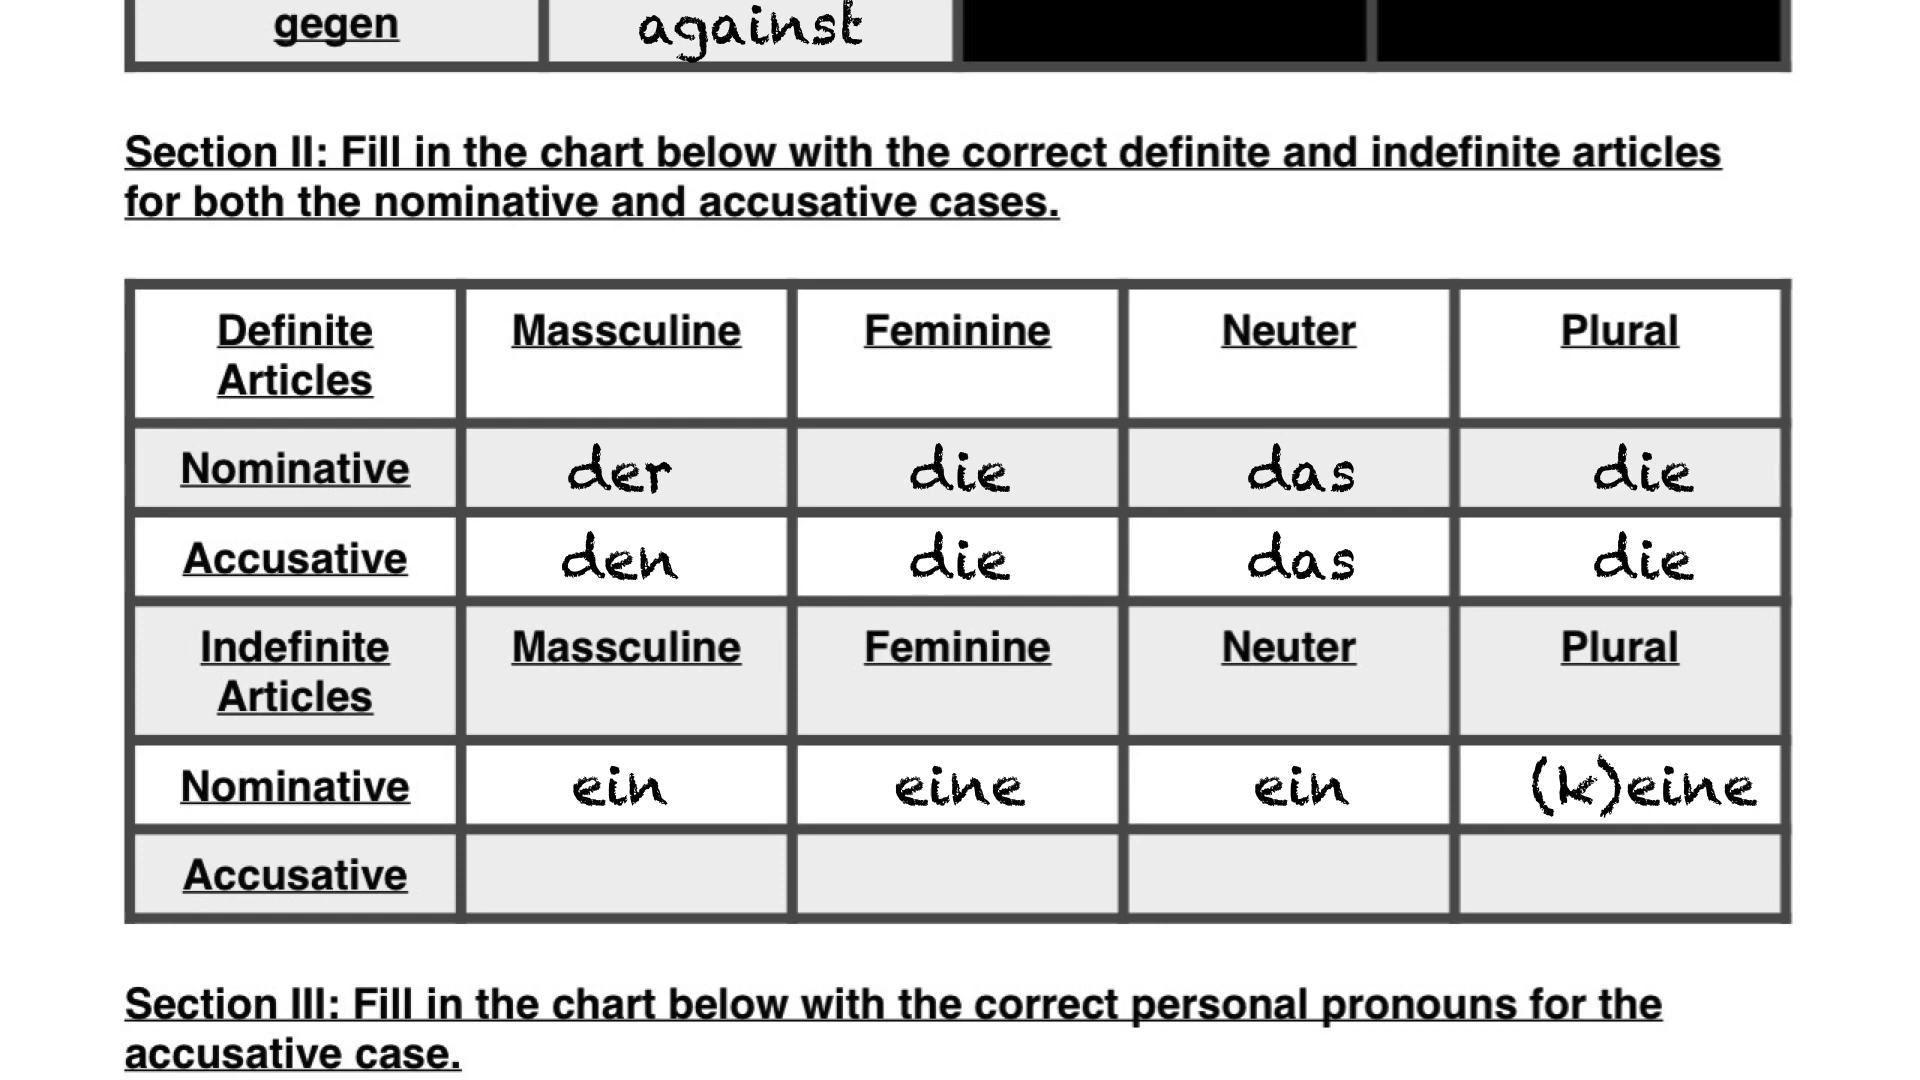 gegen against
Section II: Fill in the chart below with the correct definite and indefinite articles
for both the nominative and accusative cases.
Definite Articles Massculine Feminine Neuter Plural
Nominative der die das die
Accusative den die das die
Indefinite Articles Massculine Feminine Neuter Plural
Nominative ein eine ein (k)eine
Accusative
Section III: Fill in the chart below with the correct personal pronouns for the
accusative case.